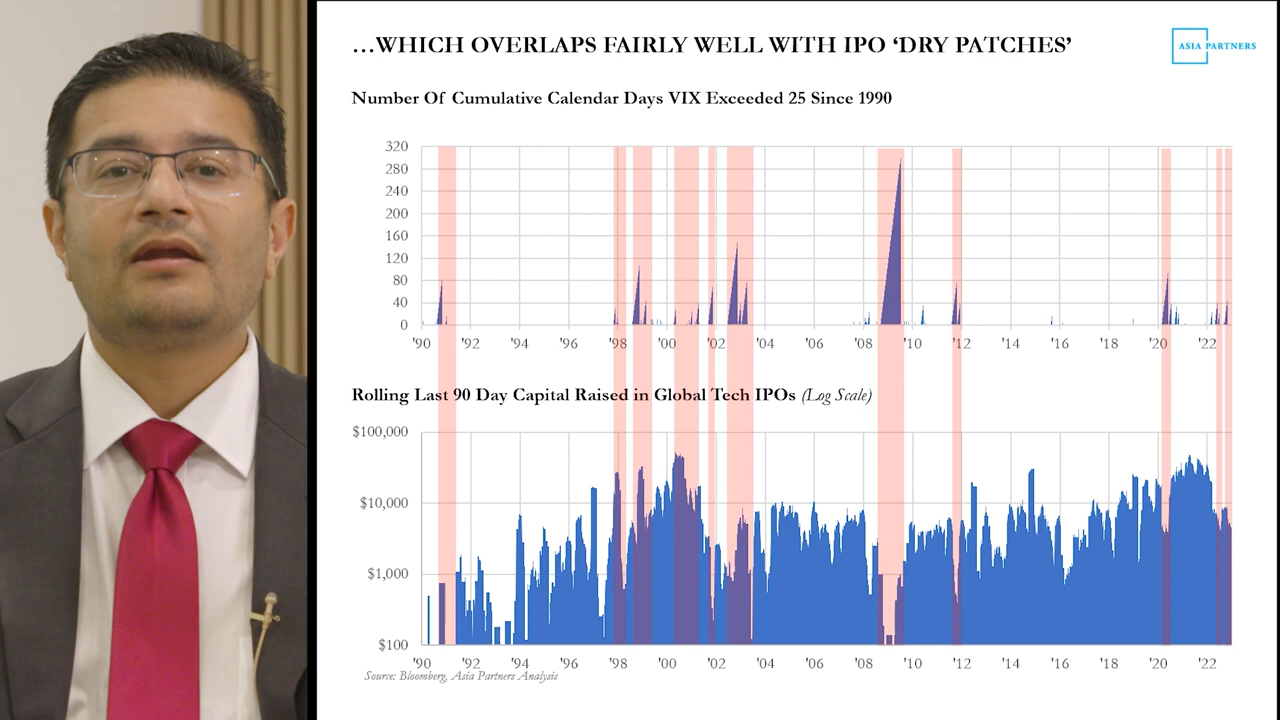 ...WHICH OVERLAPS FAIRLY WELL WITH IPO ‘DRY PATCHES’
ASIA PARTNERS
Number Of Cumulative Calendar Days VIX Exceeded 25 Since 1990
320
280
240
200
160
120
80
40
0
'90 '92 '94 '96 '98 '00 '02 '04 '06 '08 '10 '12 '14 '16 '18 '20 '22
Rolling Last 90 Day Capital Raised in Global Tech IPOs (Log Scale)
$100,000
$10,000
$1,000
$100
'90 '92 '94 '96 '98 '00 '02 '04 '06 '08 '10 '12 '14 '16 '18 '20 '22
Source: Bloomberg, Asia Partners Analysis